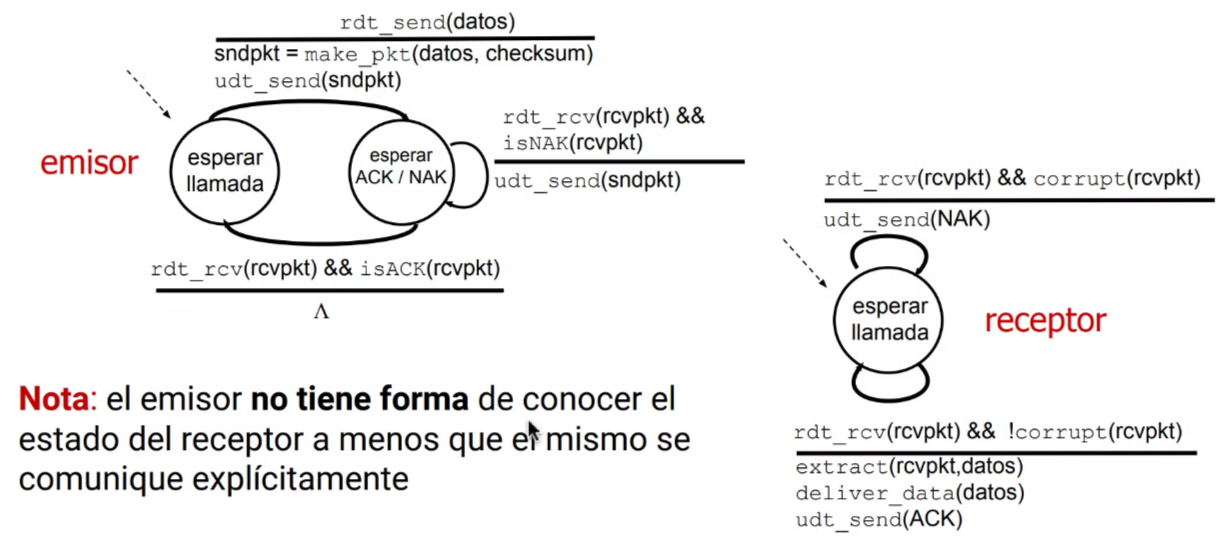 rdt_send(datos)
sndpkt = make_pkt(datos, checksum)
udt_send(sndpkt)
emisor
esperar
llamada
esperar
ACK / NAK
rdt_rcv(rcvpkt) &&
isNAK(rcvpkt)
udt_send(sndpkt)
rdt_rcv(rcvpkt) && isACK(rcvpkt)
Λ
rdt_rcv(rcvpkt) && corrupt(rcvpkt)
udt_send(NAK)
esperar
llamada
receptor
rdt_rcv(rcvpkt) && !corrupt(rcvpkt)
extract(rcvpkt,datos)
deliver_data(datos)
udt_send(ACK)
Nota: el emisor no tiene forma de conocer el
estado del receptor a menos que el mismo se
comunique explícitamente